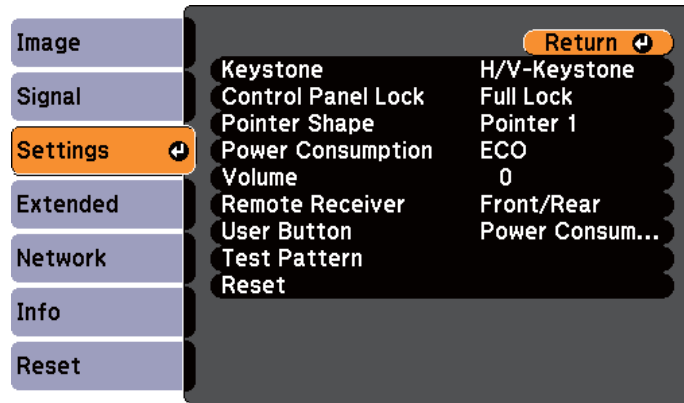 Image
Signal
Settings
Extended
Network
Info
Reset
Return
Keystone H/V-Keystone
Control Panel Lock Full Lock
Pointer Shape Pointer 1
Power Consumption ECO
Volume 0
Remote Receiver Front/Rear
User Button Power Consum...
Test Pattern
Reset